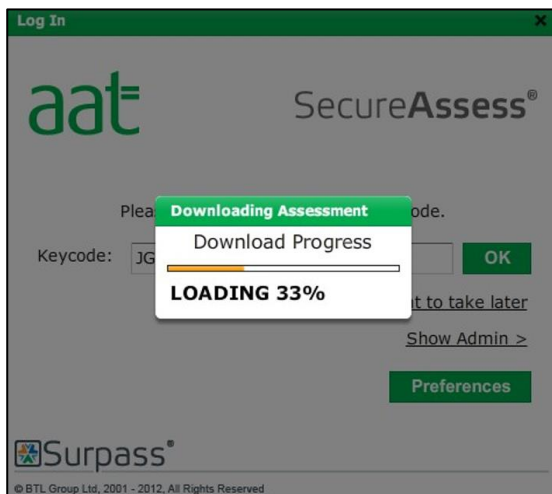 Log In ×
aat
SecureAssess®
Plea
ode.
Downloading Assessment
Download Progress
LOADING 33%
Keycode: JG
OK
t to take later
Show Admin >
Preferences
Surpass®
© BTL Group Ltd, 2001 - 2012, All Rights Reserved